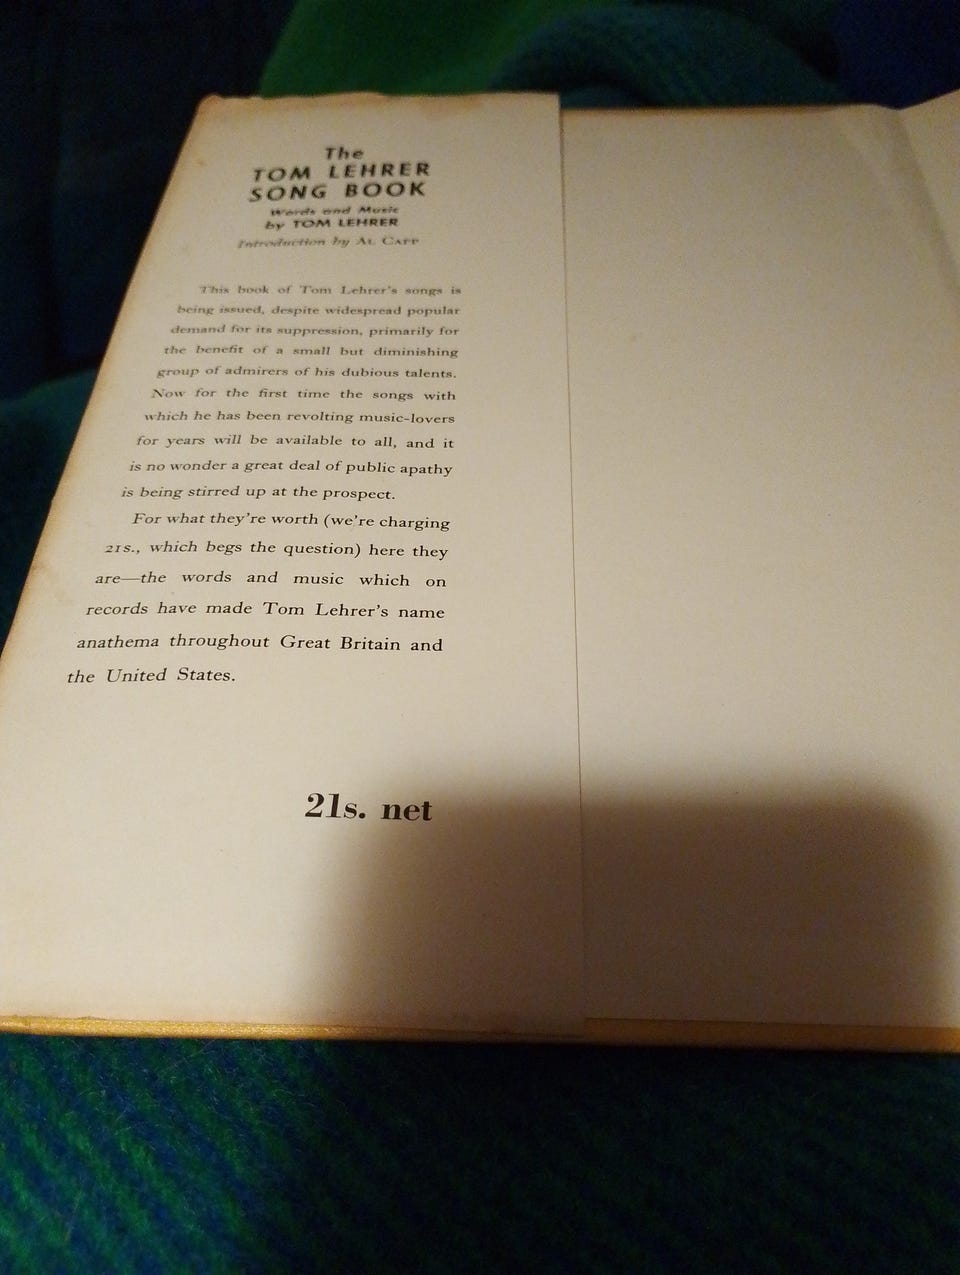 The
TOM LEHRER
SONG BOOK
Words and Music
by TOM LEHRER
Introduction by AL CAPP
This book of Tom Lehrer's songs is
being issued, despite widespread popular
demand for its suppression, primarily for
the benefit of a small but diminishing
group of admirers of his dubious talents.
Now for the first time the songs with
which he has been revolting music-lovers
for years will be available to all, and it
is no wonder a great deal of public apathy
is being stirred up at the prospect.
For what they're worth (we're charging
21s., which begs the question) here they
are—the words and music which on
records have made Tom Lehrer's name
anathema throughout Great Britain and
the United States.
21s. net